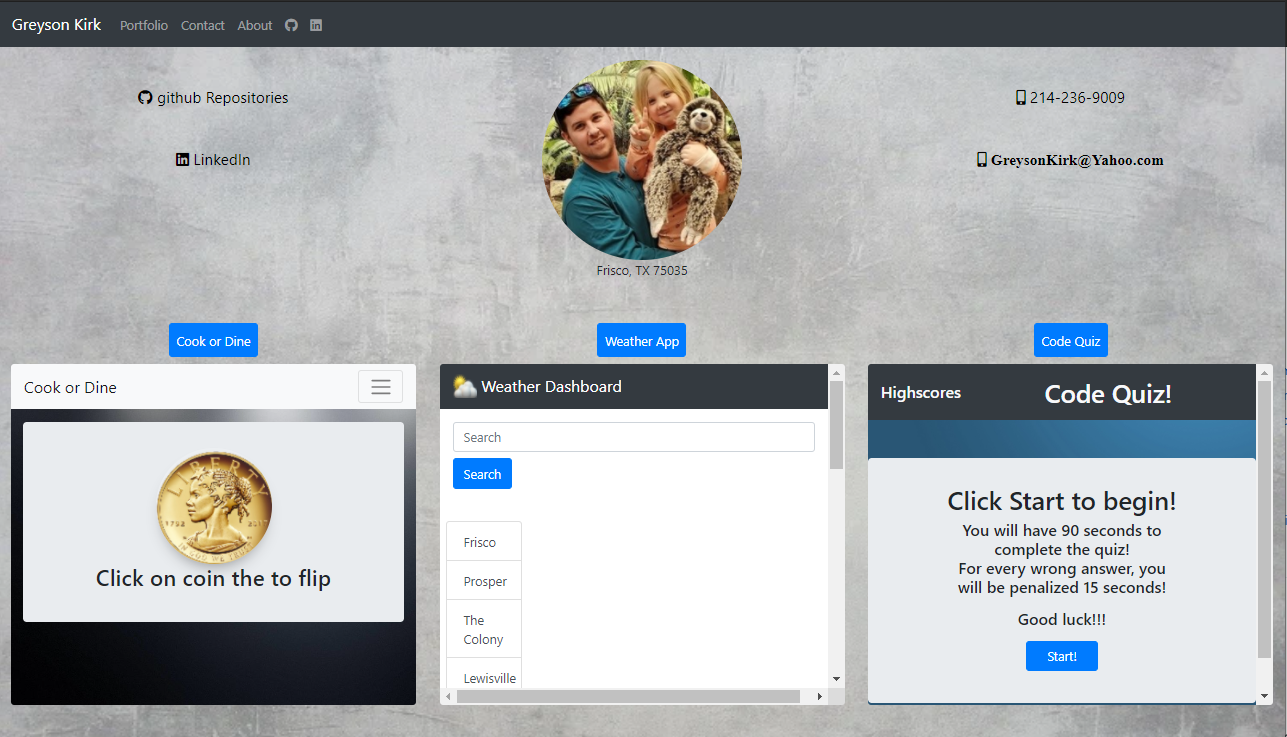 Greyson Kirk Portfolio Contact About
github Repositories
LinkedIn
214-236-9009
GreysonKirk@Yahoo.com
Frisco, TX 75035
Cook or Dine
Cook or Dine
LIBERTY
1792 2017
IN GOD WE TRUST
Click on coin the to flip
Weather App
Weather Dashboard
Search
Search
Frisco
Prosper
The
Colony
Lewisville
Code Quiz
Highscores Code Quiz!
Click Start to begin!
You will have 90 seconds to
complete the quiz!
For every wrong answer, you
will be penalized 15 seconds!
Good luck!!!
Start!